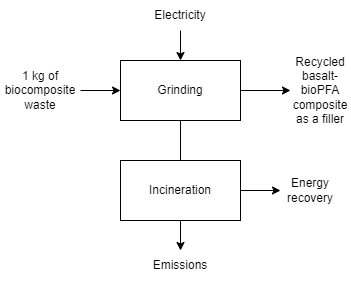 Electricity
1 kg of
biocomposite
waste
Grinding
Recycled
basalt-
bioPFA
composite
as a filler
Incineration
Energy
recovery
Emissions